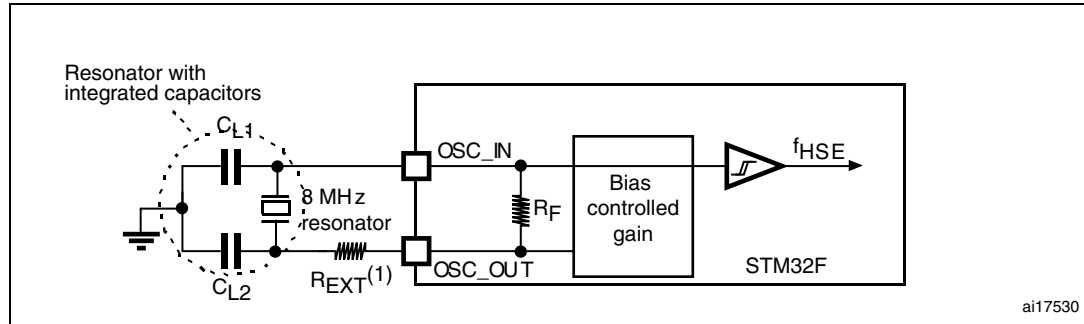 Resonator with
integrated capacitors
CL1
OSC_IN
fHSE
8 MHz
resonator
RF
Bias
controlled
gain
OSC_OUT
STM32F
REXT(1)
CL2
ai17530